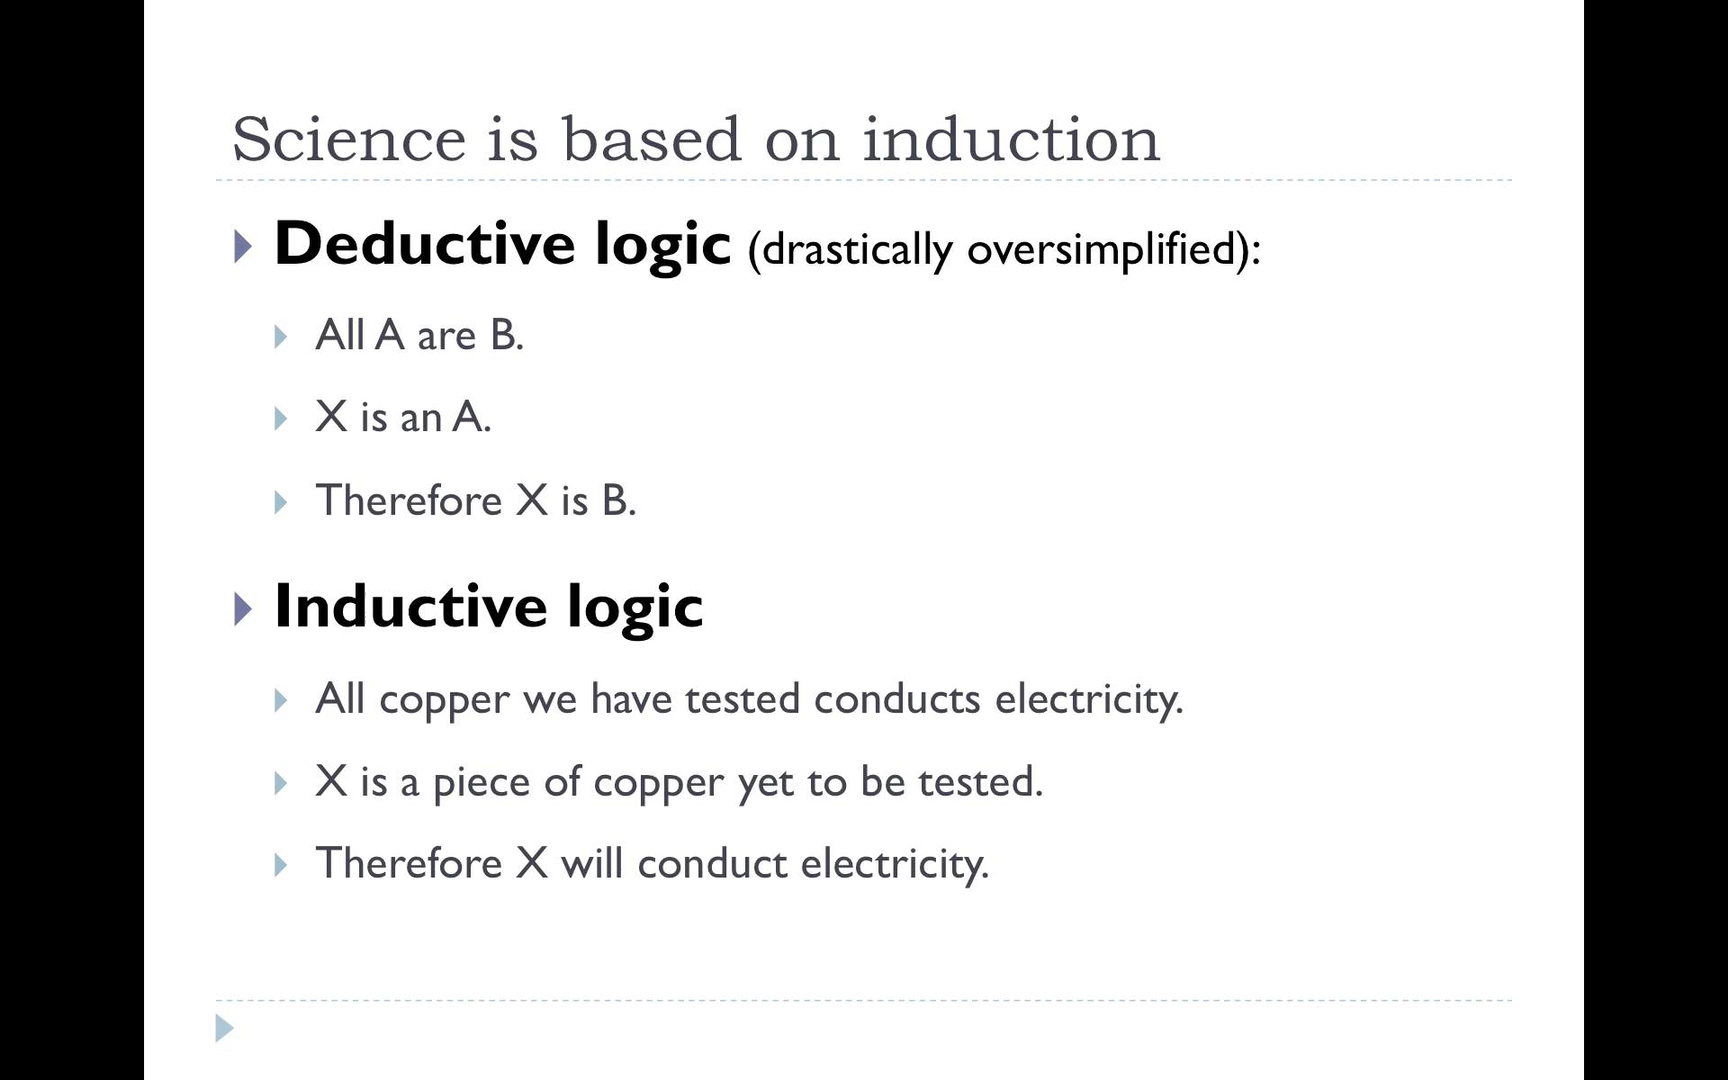 Science is based on induction
Deductive logic (drastically oversimplified):
All A are B.
X is an A.
Therefore X is B.
Inductive logic
All copper we have tested conducts electricity.
X is a piece of copper yet to be tested.
Therefore X will conduct electricity.